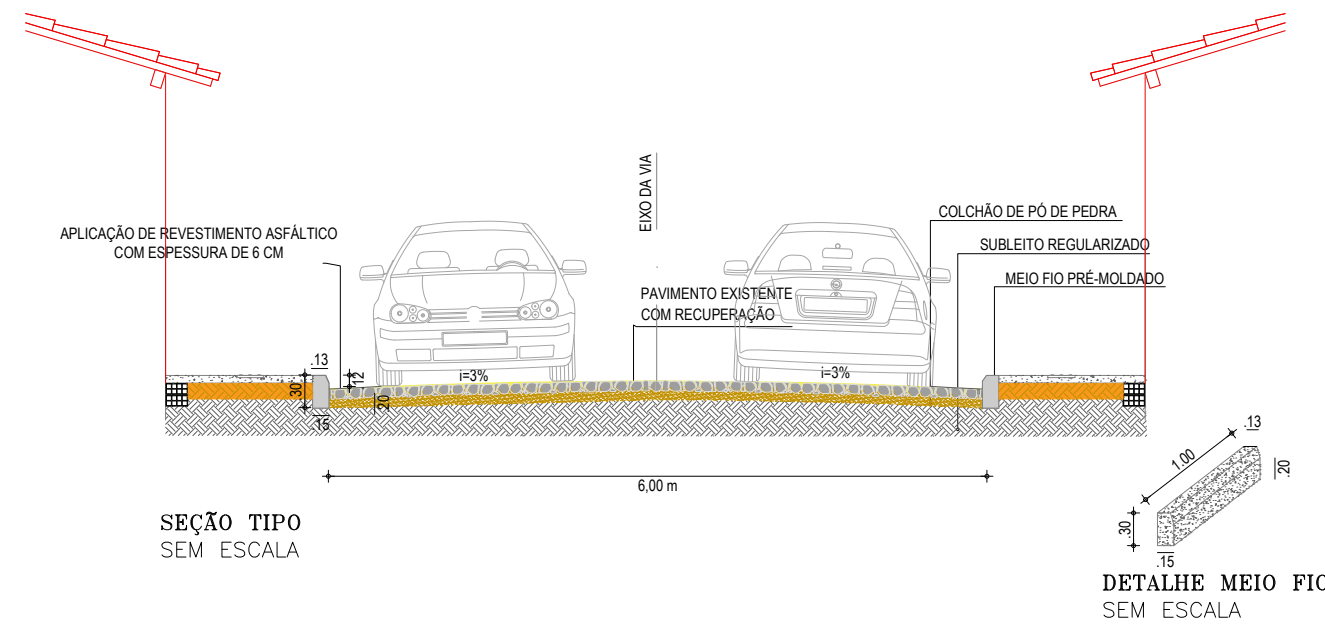 EIXO DA VIA
APLICAÇÃO DE REVESTIMENTO ASFÁLTICO
COM ESPESSURA DE 6 CM
COLCHÃO DE PÓ DE PEDRA
SUBLEITO REGULARIZADO
MEIO FIO PRÉ-MOLDADO
PAVIMENTO EXISTENTE
COM RECUPERAÇÃO
.13
12
.30
i=3%
i=3%
.20
.15
6,00 m
SEÇÃO TIPO
SEM ESCALA
.13
1.00
.20
.30
.15
DETALHE MEIO FIO
SEM ESCALA